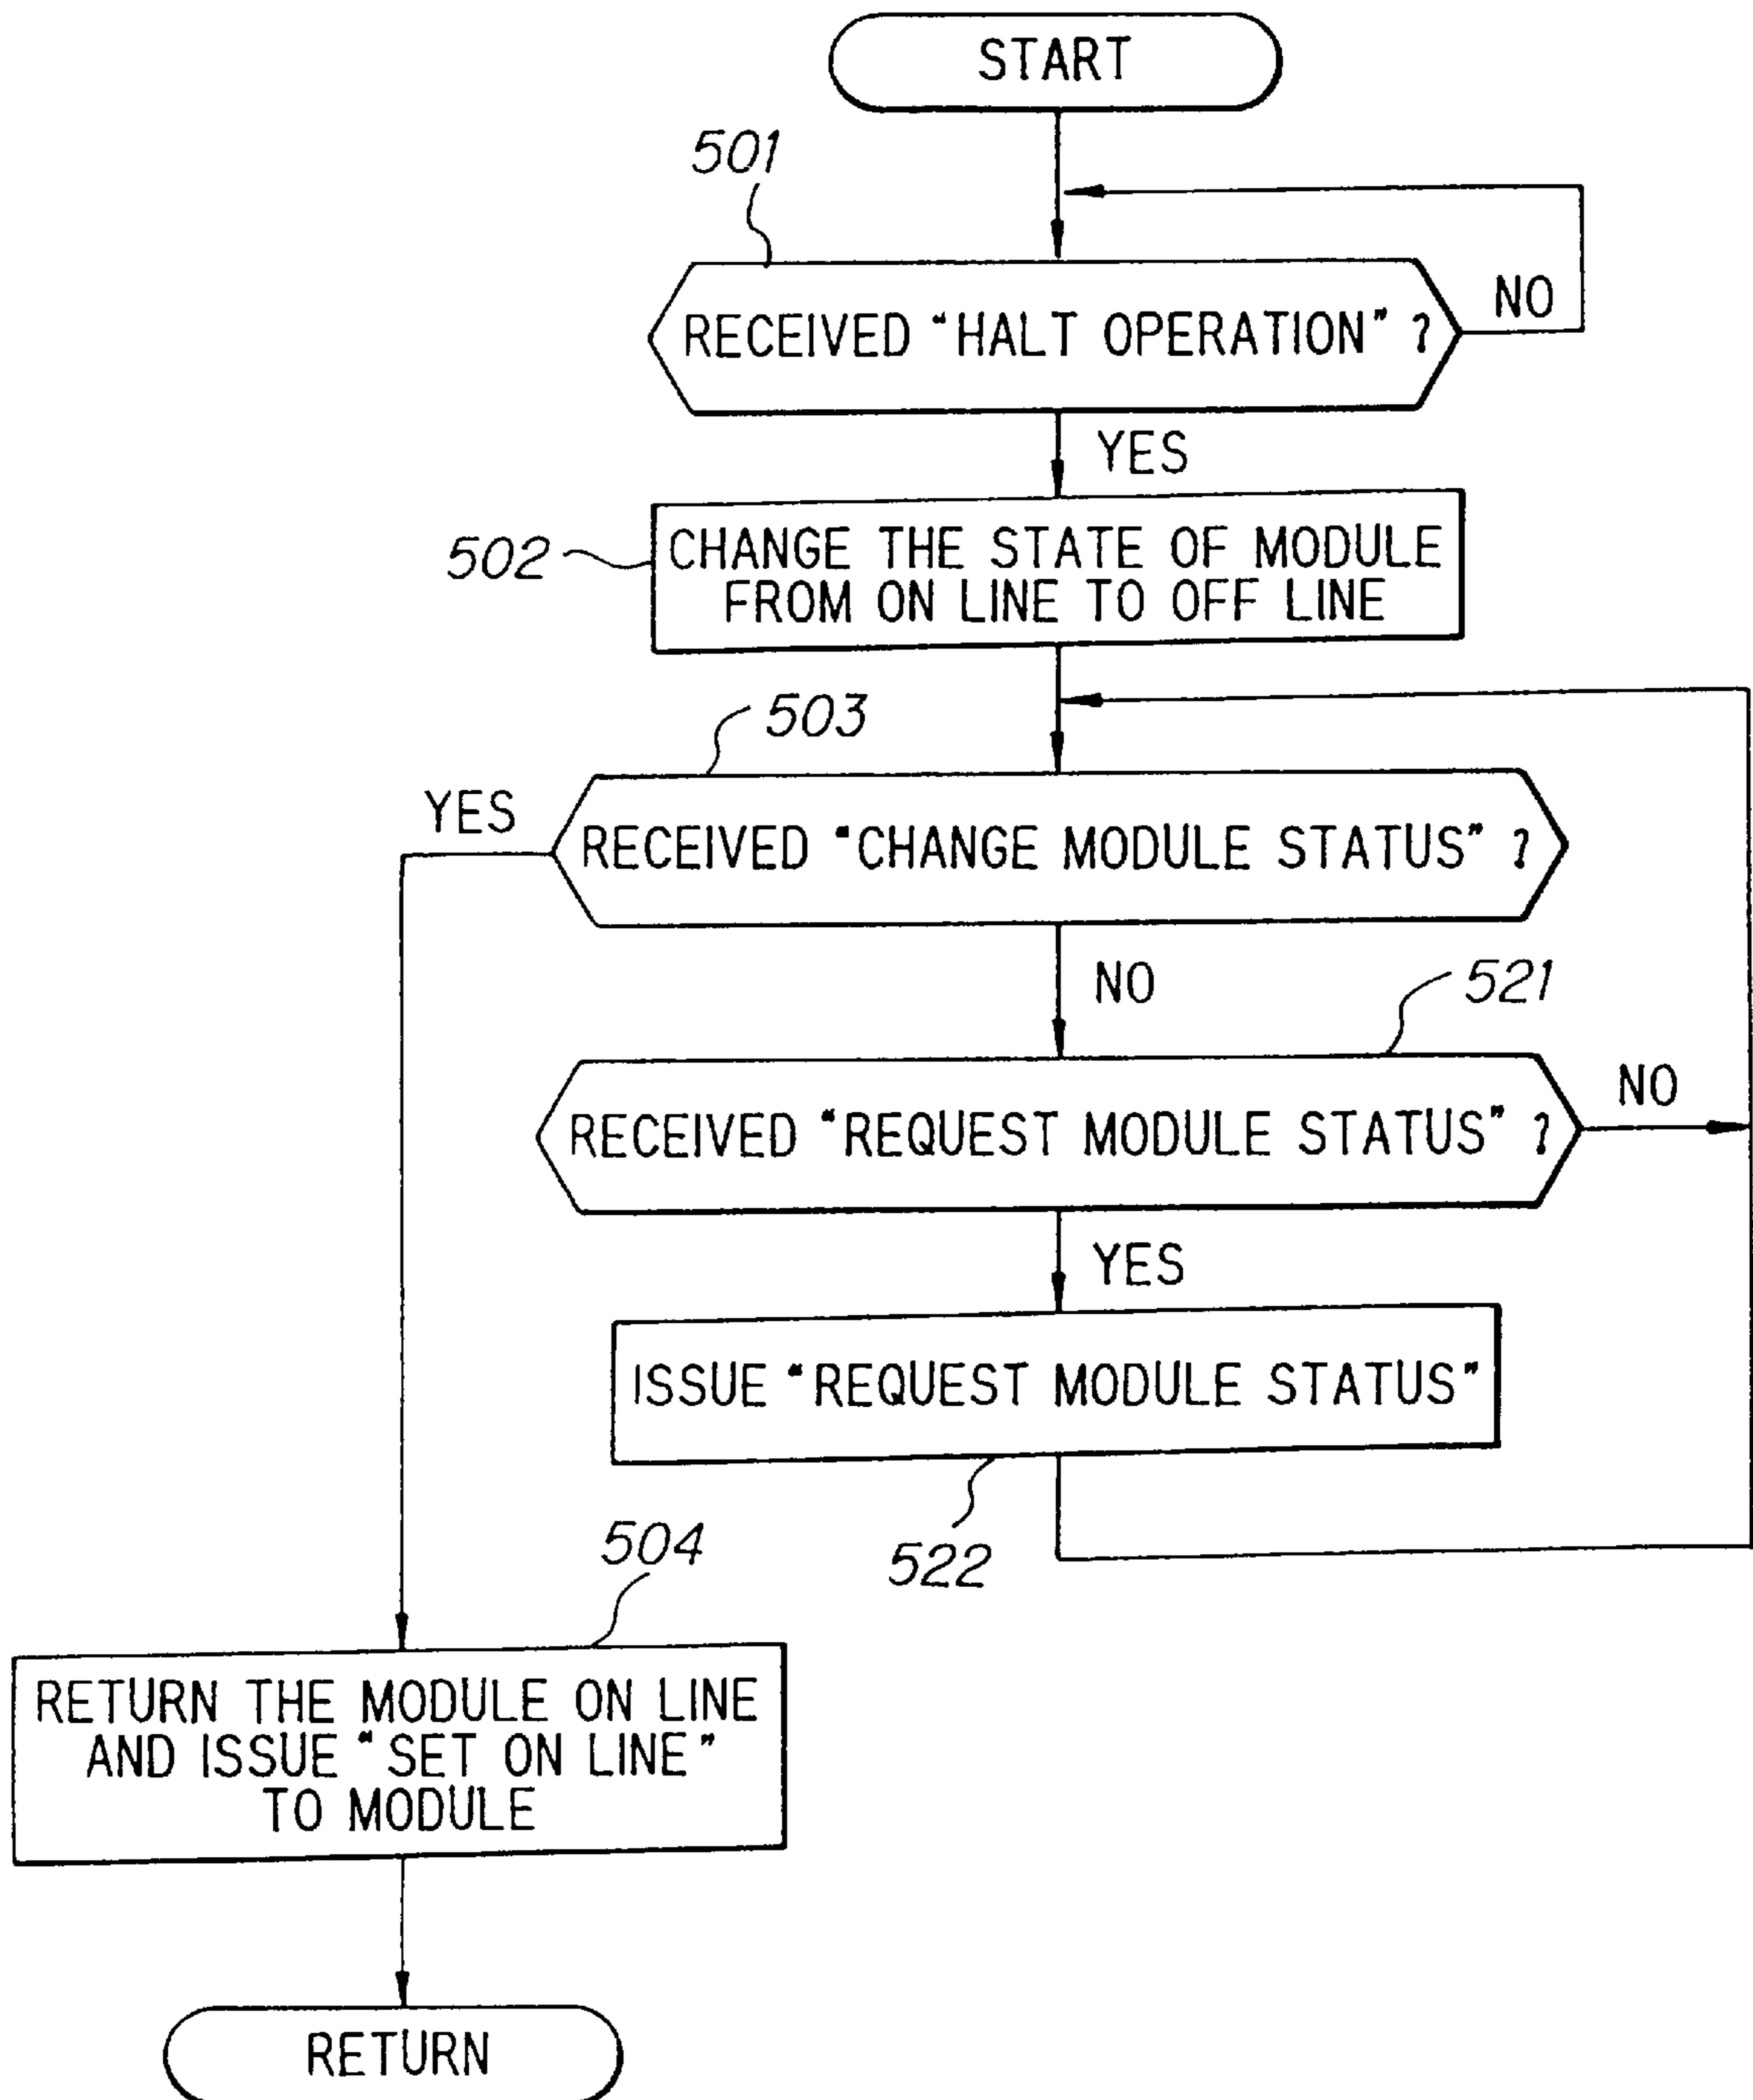 START
501
NO
RECEIVED “HALT OPERATION” ?
YES
502
CHANGE THE STATE OF MODULE
FROM ON LINE TO OFF LINE
503
YES
RECEIVED “CHANGE MODULE STATUS” ?
NO
521
NO
RECEIVED “REQUEST MODULE STATUS” ?
YES
ISSUE “REQUEST MODULE STATUS”
522
504
RETURN THE MODULE ON LINE
AND ISSUE “SET ON LINE”
TO MODULE
RETURN